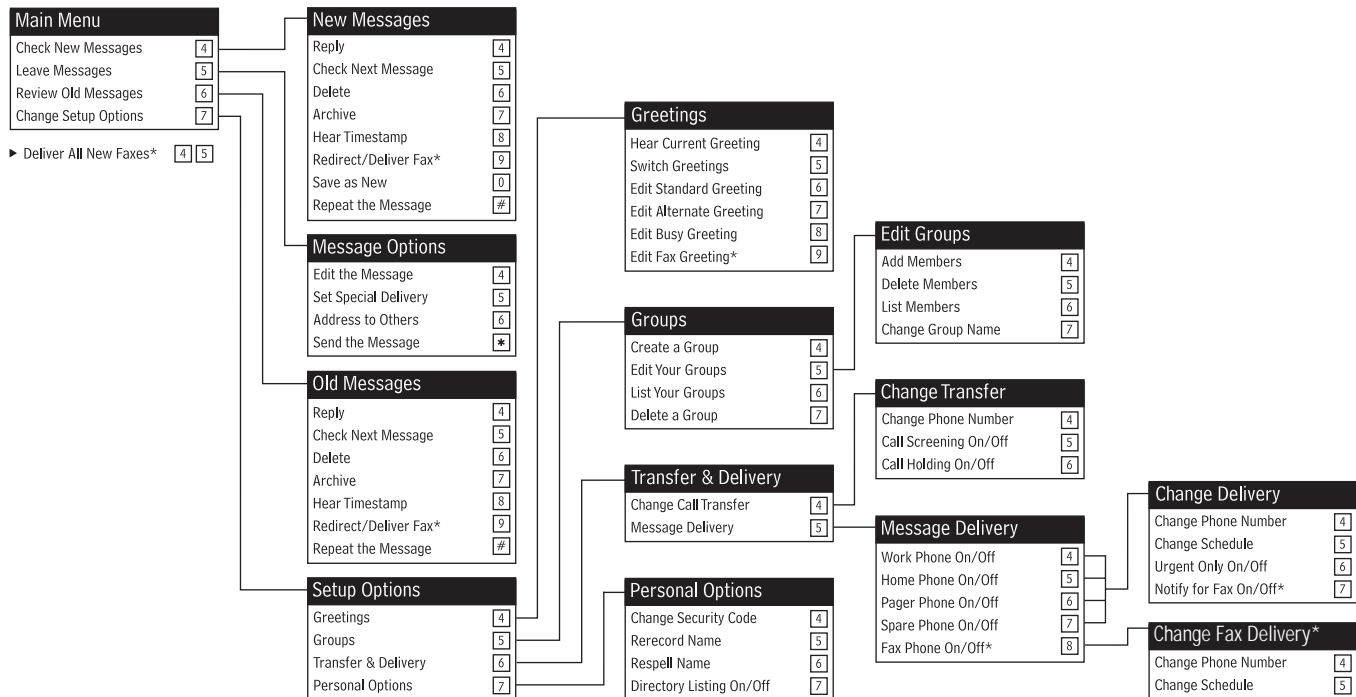 Main Menu
Check New Messages 4
Leave Messages 5
Review Old Messages 6
Change Setup Options 7
▶ Deliver All New Faxes* 4 5
New Messages
Reply 4
Check Next Message 5
Delete 6
Archive 7
Hear Timestamp 8
Redirect/Deliver Fax* 9
Save as New 0
Repeat the Message #
Message Options
Edit the Message 4
Set Special Delivery 5
Address to Others 6
Send the Message *
Old Messages
Reply 4
Check Next Message 5
Delete 6
Archive 7
Hear Timestamp 8
Redirect/Deliver Fax* 9
Repeat the Message #
Setup Options
Greetings 4
Groups 5
Transfer & Delivery 6
Personal Options 7
Greetings
Hear Current Greeting 4
Switch Greetings 5
Edit Standard Greeting 6
Edit Alternate Greeting 7
Edit Busy Greeting 8
Edit Fax Greeting* 9
Groups
Create a Group 4
Edit Your Groups 5
List Your Groups 6
Delete a Group 7
Transfer & Delivery
Change Call Transfer 4
Message Delivery 5
Personal Options
Change Security Code 4
Rerecord Name 5
Respell Name 6
Directory Listing On/Off 7
Edit Groups
Add Members 4
Delete Members 5
List Members 6
Change Group Name 7
Change Transfer
Change Phone Number 4
Call Screening On/Off 5
Call Holding On/Off 6
Message Delivery
Work Phone On/Off 4
Home Phone On/Off 5
Pager Phone On/Off 6
Spare Phone On/Off 7
Fax Phone On/Off* 8
Change Delivery
Change Phone Number 4
Change Schedule 5
Urgent Only On/Off 6
Notify for Fax On/Off* 7
Change Fax Delivery*
Change Phone Number 4
Change Schedule 5